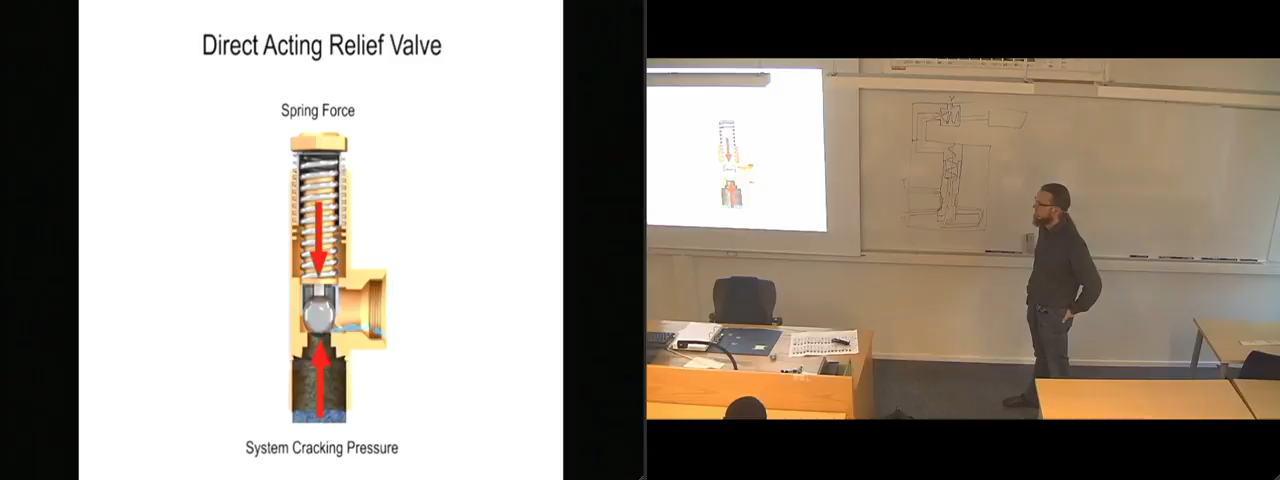 Direct Acting Relief Valve
Spring Force
System Cracking Pressure